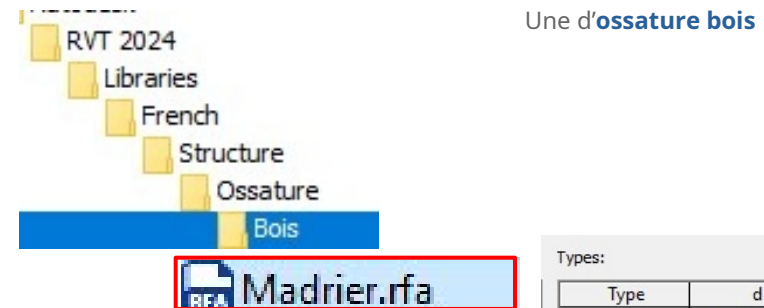 Une d’ossature bois
RVT 2024
Libraries
French
Structure
Ossature
Bois
Madrier.rfa
Types:
Type d